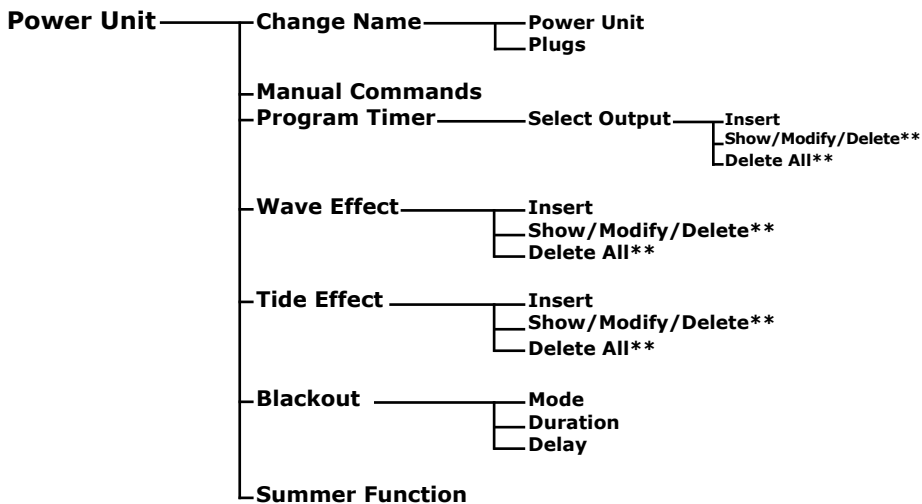 Power Unit
Change Name
Power Unit
Plugs
Manual Commands
Program Timer
Select Output
Insert
Show/Modify/Delete**
Delete All**
Wave Effect
Insert
Show/Modify/Delete**
Delete All**
Tide Effect
Insert
Show/Modify/Delete**
Delete All**
Blackout
Mode
Duration
Delay
Summer Function